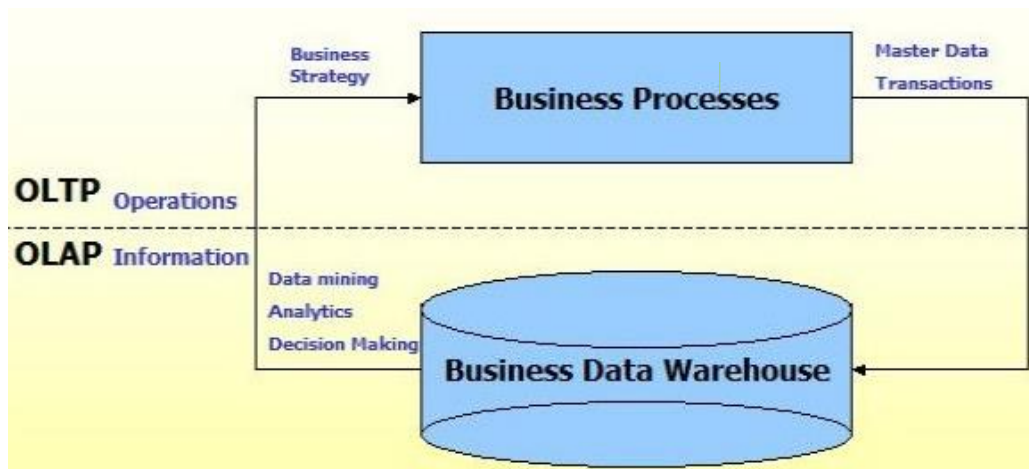 Business
Strategy
Business Processes
Master Data
Transactions
OLTP Operations
OLAP Information
Data mining
Analytics
Decision Making
Business Data Warehouse